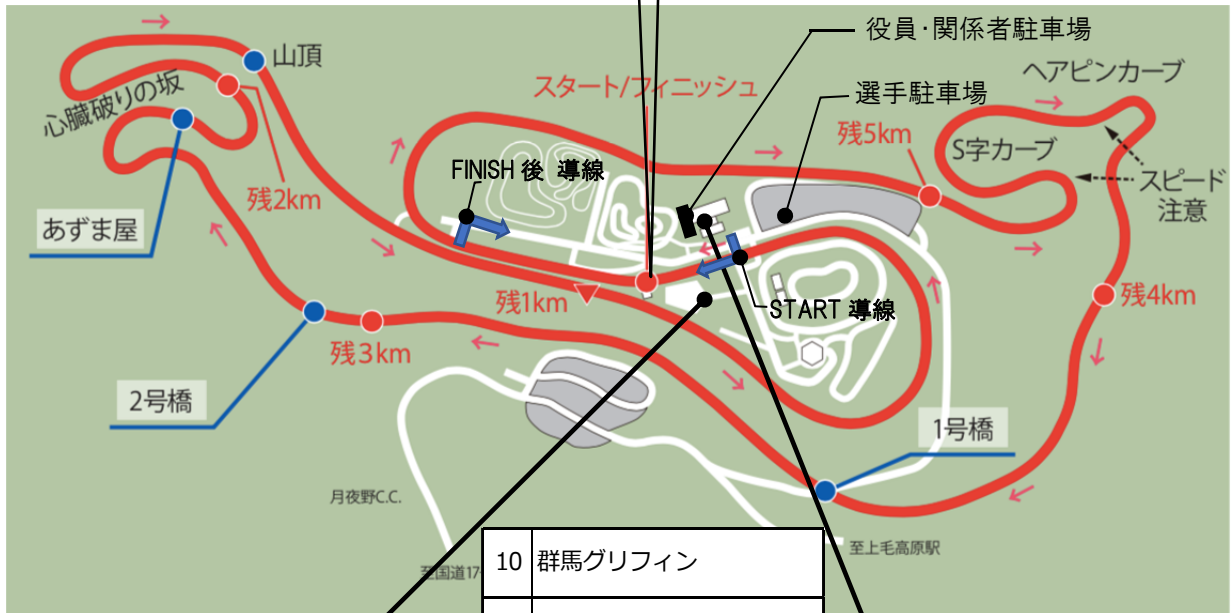 役員・関係者駐車場
山頂
ヘアピンカーブ
スタート/フィニッシュ
選手駐車場
心臓破りの坂
残5km
S字カーブ
FINISH後 導線
スピード
注意
残2km
あずま屋
残1km
START 導線
残4km
残3km
2号橋
1号橋
月夜野C.C.
至上毛高原駅
10 群馬グリフィン
至国道17